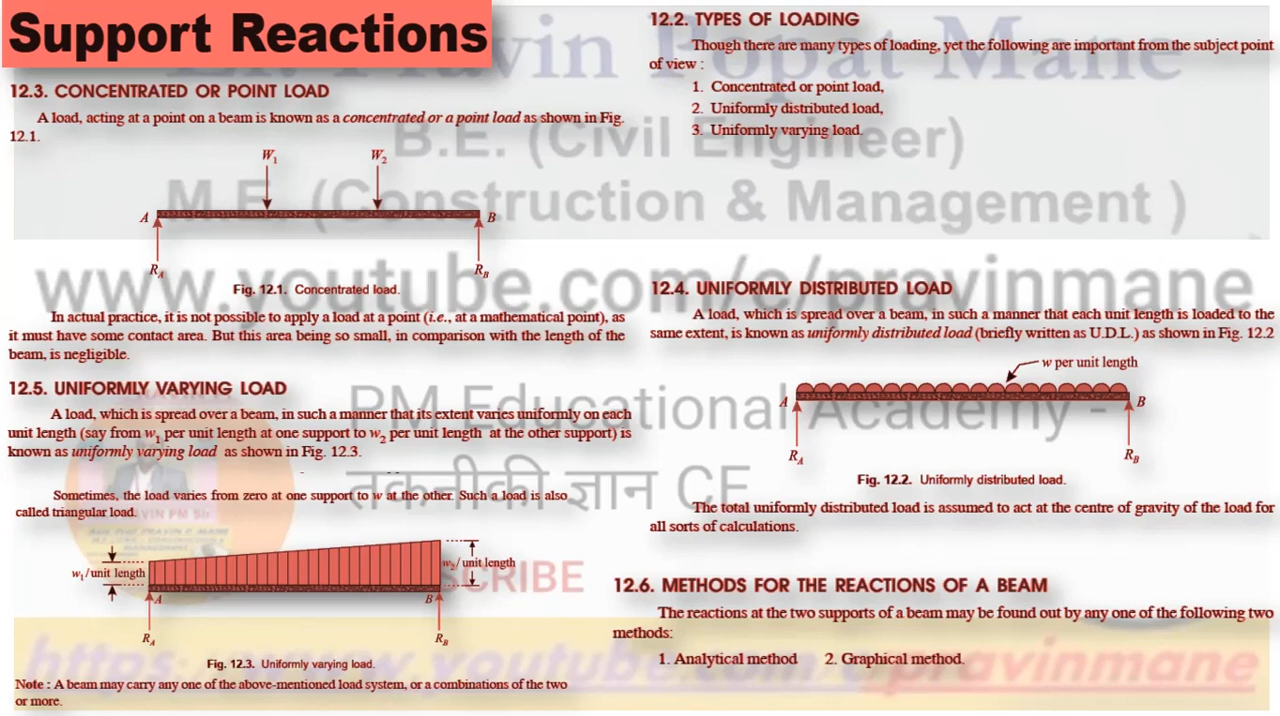 Support Reactions
12.3. CONCENTRATED OR POINT LOAD
A load, acting at a point on a beam is known as a concentrated or a point load as shown in Fig.
12.1.
W1 W2
A B
RA RB
Fig. 12.1. Concentrated load.
In actual practice, it is not possible to apply a load at a point (i.e., at a mathematical point), as
it must have some contact area. But this area being so small, in comparison with the length of the
beam, is negligible.
12.5. UNIFORMLY VARYING LOAD
A load, which is spread over a beam, in such a manner that its extent varies uniformly on each
unit length (say from w1 per unit length at one support to w2 per unit length at the other support) is
known as uniformly varying load as shown in Fig. 12.3.
Sometimes, the load varies from zero at one support to w at the other. Such a load is also
called triangular load.
w1/unit length
w2/unit length
A B
RA RB
Fig. 12.3. Uniformly varying load.
Note : A beam may carry any one of the above-mentioned load system, or a combinations of the two
or more.
12.2. TYPES OF LOADING
Though there are many types of loading, yet the following are important from the subject point
of view :
1. Concentrated or point load,
2. Uniformly distributed load,
3. Uniformly varying load.
12.4. UNIFORMLY DISTRIBUTED LOAD
A load, which is spread over a beam, in such a manner that each unit length is loaded to the
same extent, is known as uniformly distributed load (briefly written as U.D.L.) as shown in Fig. 12.2
w per unit length
A B
RA RB
Fig. 12.2. Uniformly distributed load.
The total uniformly distributed load is assumed to act at the centre of gravity of the load for
all sorts of calculations.
12.6. METHODS FOR THE REACTIONS OF A BEAM
The reactions at the two supports of a beam may be found out by any one of the following two
methods:
1. Analytical method 2. Graphical method.
Popat Mane
B.E. (Civil Engineer)
M.E. (Construction & Management )
www.youtube.com/c/pravinmane
PM Educational Academy -
तकनीकी ज्ञान CE